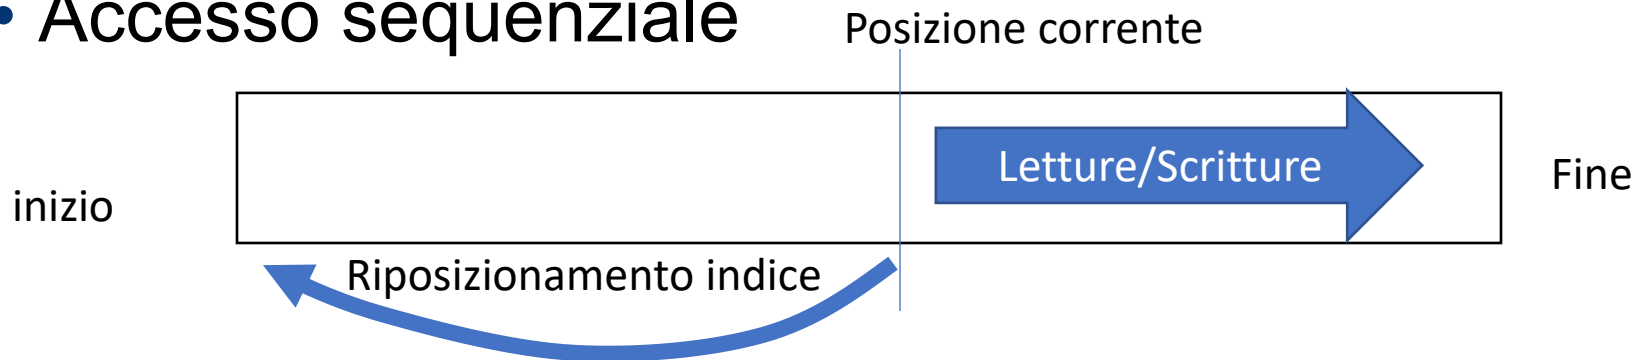 • Accesso sequenziale
Posizione corrente
Letture/Scritture
Fine
inizio
Riposizionamento indice